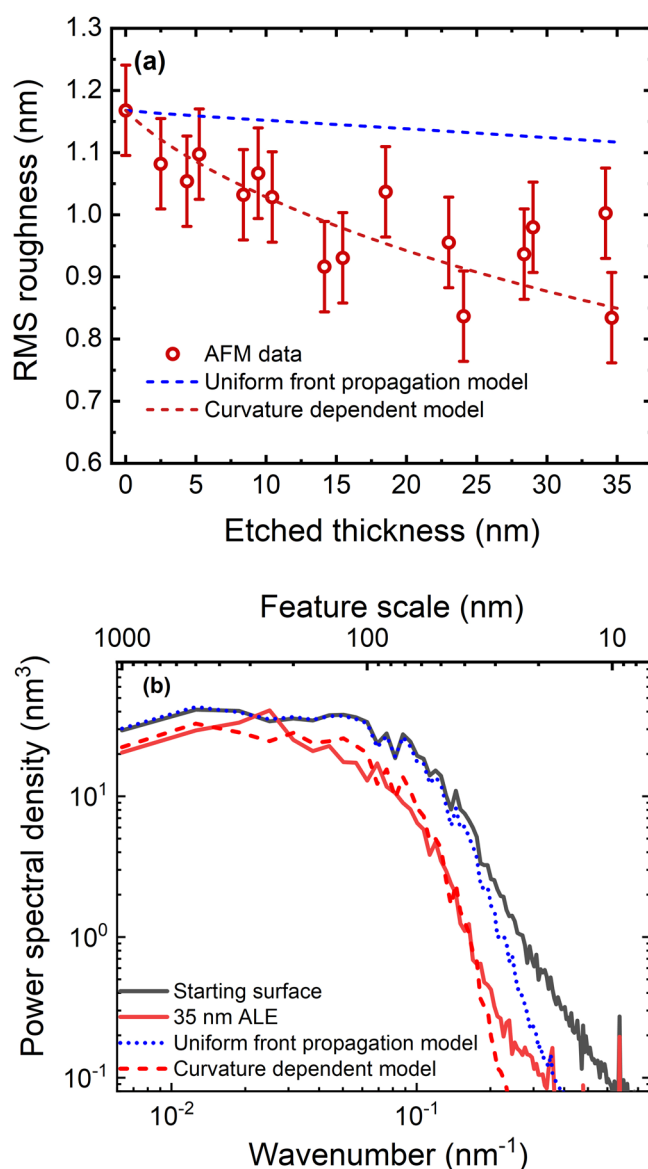 (a)
1.3
1.2
1.1
1.0
0.9
0.8
0.7
0.6
RMS roughness (nm)
AFM data
Uniform front propagation model
Curvature dependent model
0 5 10 15 20 25 30 35
Etched thickness (nm)
Feature scale (nm)
1000 100 10
(b)
Power spectral density (nm³)
10¹
10⁰
10⁻¹
Starting surface
35 nm ALE
Uniform front propagation model
Curvature dependent model
10⁻² 10⁻¹
Wavenumber (nm⁻¹)